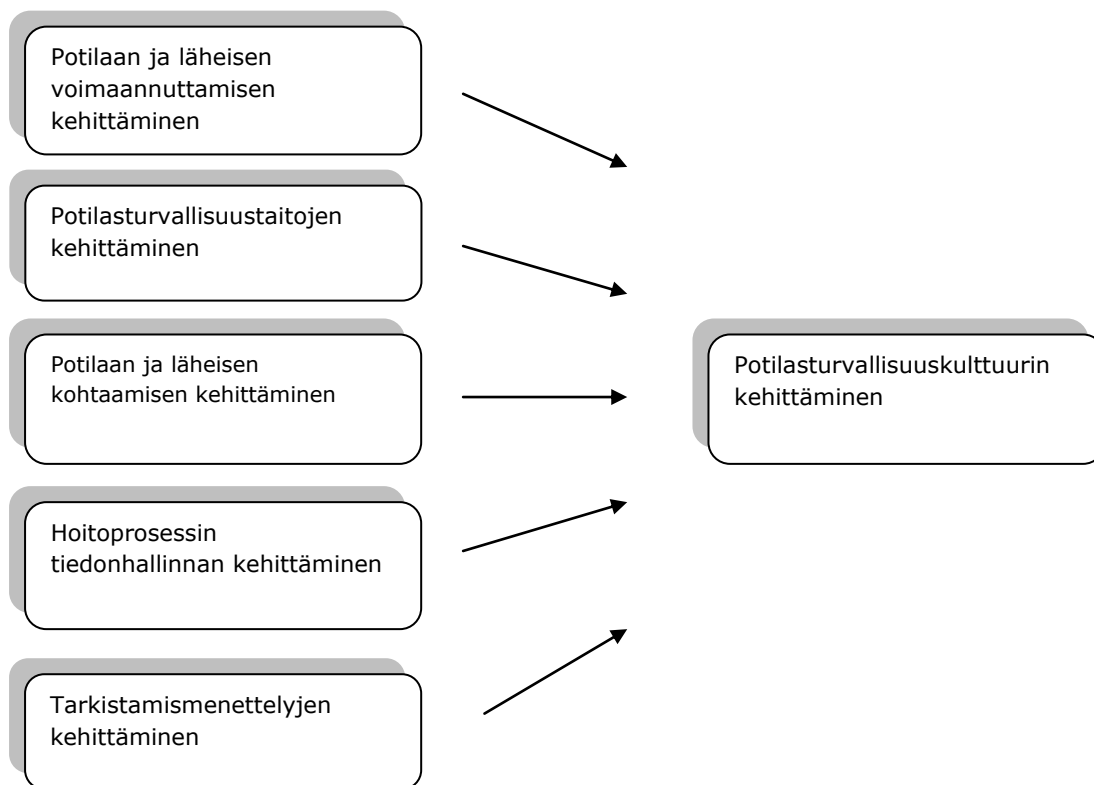 Potilaan ja läheisen
voimaannuttamisen
kehittäminen
Potilasturvallisuustaitojen
kehittäminen
Potilaan ja läheisen
kohtaamisen kehittäminen
Hoitoprosessin
tiedonhallinnan kehittäminen
Tarkistamismenettelyjen
kehittäminen
Potilasturvallisuuskulttuurin
kehittäminen